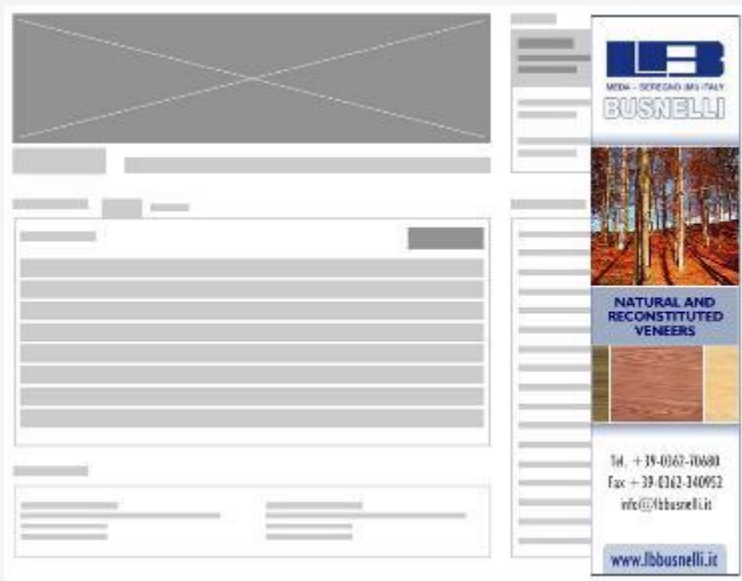 LBB
MEDA - SEREGNO (MI) ITALY
BUSNELLI
NATURAL AND
RECONSTITUTED
VENEERS
Tel. +39-0362-70680
Fax +39-0362-340952
info@lbbusnelli.it
www.lbbusnelli.it